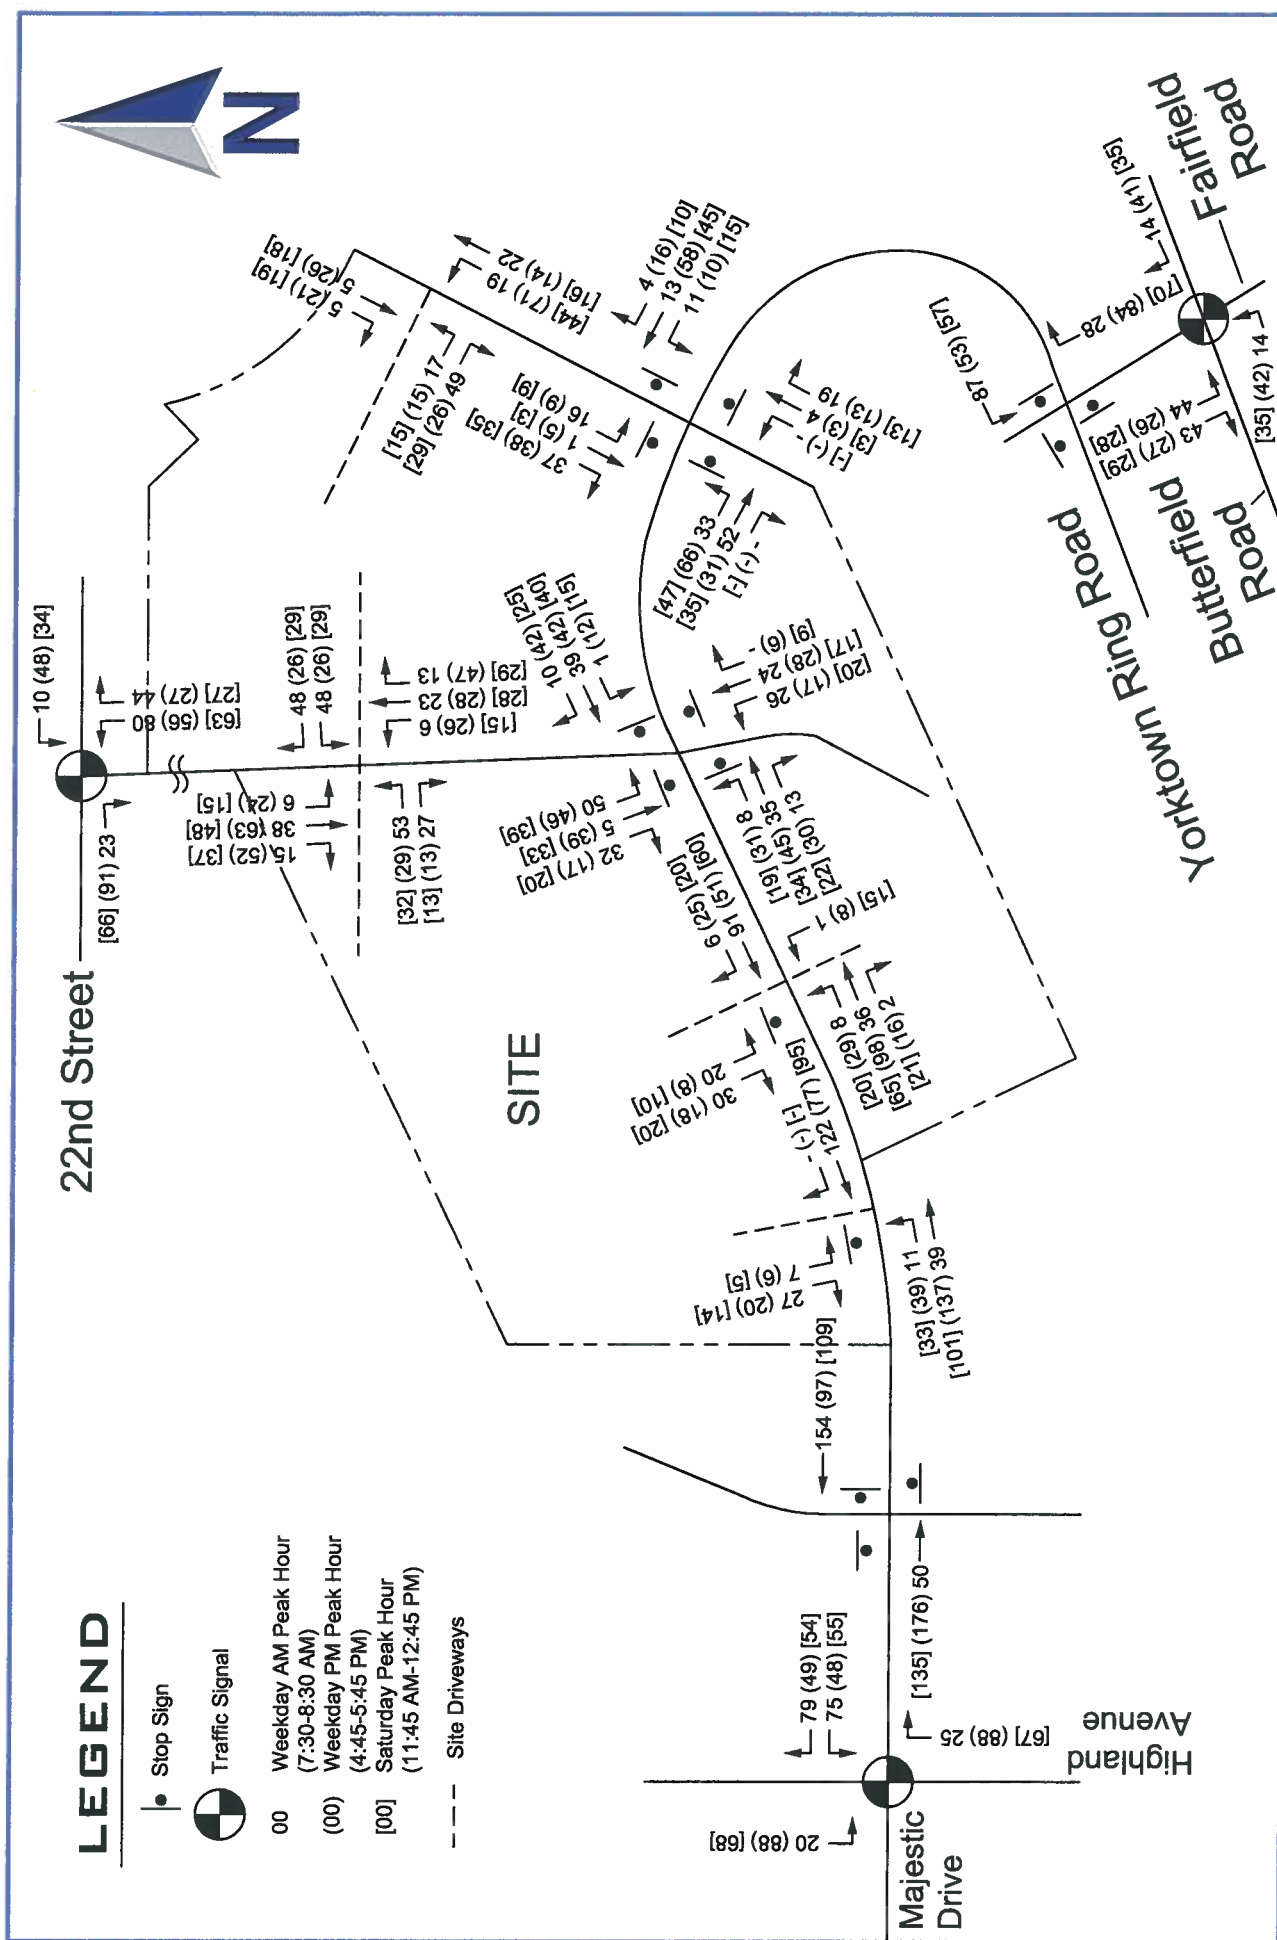 N
22nd Street
10 (48) [34]
[27] (27) 44
[63] (56) 80
[66] (91) 23
48 (26) [29]
48 (26) [29]
6 (24) [15]
38 (63) [48]
15 (52) [37]
[29] (47) 13
[28] (28) 23
[15] (26) 6
[32] (29) 53
[13] (13) 27
5 (26) [18]
5 (21) [19]
[16] (14) 22
[44] (71) 19
[15] (15) 17
[29] (26) 49
4 (16) [10]
13 (58) [45]
11 (10) [15]
16 (9) [9]
1 (5) [3]
37 (38) [35]
[13] (13) 19
[3] (3) 4
[-] (-) -
[47] (66) 33
[35] (31) 52
[-] (-) -
10 (42) [25]
39 (42) [40]
1 (12) [15]
[9] (6) -
[17] (28) 24
[20] (17) 26
50 (46) [39]
5 (39) [33]
32 (17) [20]
[19] (31) 8
[34] (45) 35
[22] (30) 13
6 (25) [20]
91 (51) [60]
[15] (8) 1
20 (8) [10]
30 (18) [20]
[20] (29) 8
[65] (98) 36
[21] (16) 2
SITE
- (-) [-]
122 (77) [95]
7 (6) [5]
27 (20) [14]
[33] (39) 11
[101] (137) 39
154 (97) [109]
[135] (176) 50
79 (49) [54]
75 (48) [55]
[67] (88) 25
20 (88) [68]
Highland
Avenue
Majestic
Drive
87 (53) [57]
[70] (84) 28
14 (41) [35]
44 (26) [28]
43 (27) [29]
[35] (42) 14
Fairfield
Road
Butterfield
Road
Yorktown Ring Road
LEGEND
Stop Sign
Traffic Signal
00 Weekday AM Peak Hour
(7:30-8:30 AM)
(00) Weekday PM Peak Hour
(4:45-5:45 PM)
[00] Saturday Peak Hour
(11:45 AM-12:45 PM)
Site Driveways